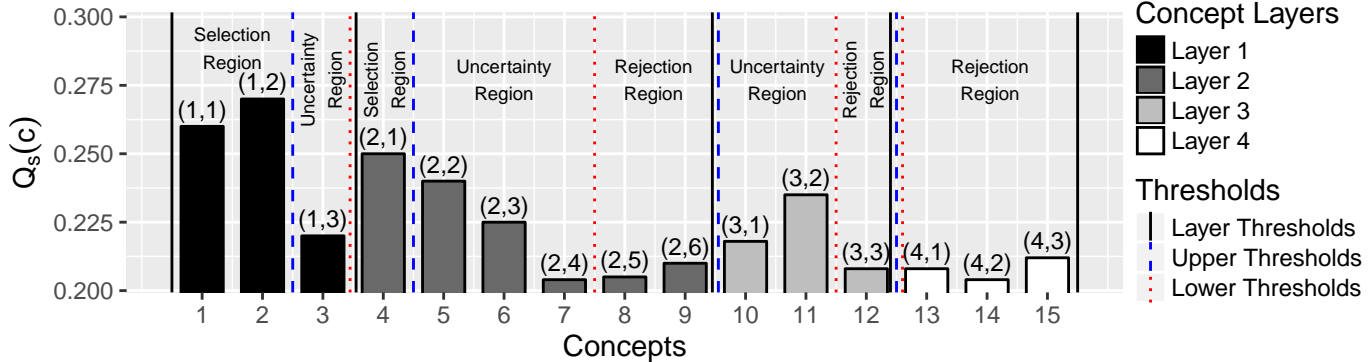 0.300
0.275
0.250
0.225
0.200
Q_s(c)
Selection
Region
Uncertainty
Region
Selection
Region
Uncertainty
Region
Rejection
Region
Uncertainty
Region
Rejection
Region
Rejection
Region
(1,1)
(1,2)
(1,3)
(2,1)
(2,2)
(2,3)
(2,4)
(2,5)
(2,6)
(3,1)
(3,2)
(3,3)
(4,1)
(4,2)
(4,3)
1 2 3 4 5 6 7 8 9 10 11 12 13 14 15
Concepts
Concept Layers
Layer 1
Layer 2
Layer 3
Layer 4
Thresholds
Layer Thresholds
Upper Thresholds
Lower Thresholds